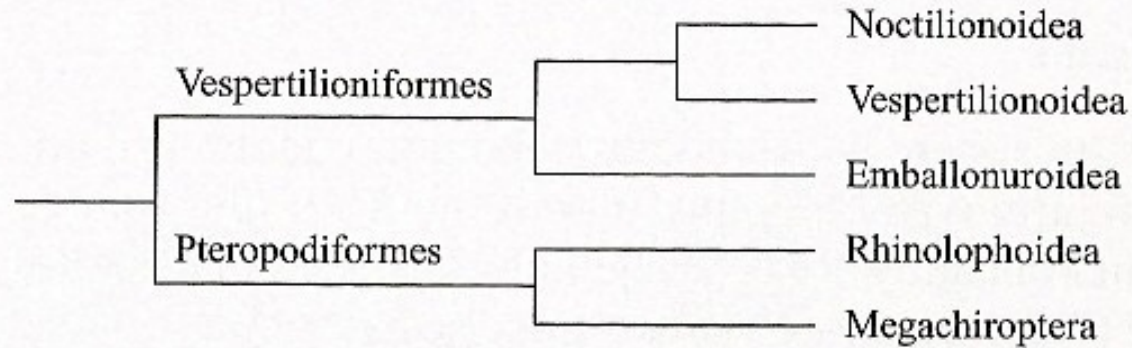 Noctilionoidea
Vespertilioniformes
Vespertilionoidea
Emballonuroidea
Pteropodiformes
Rhinolophoidea
Megachiroptera